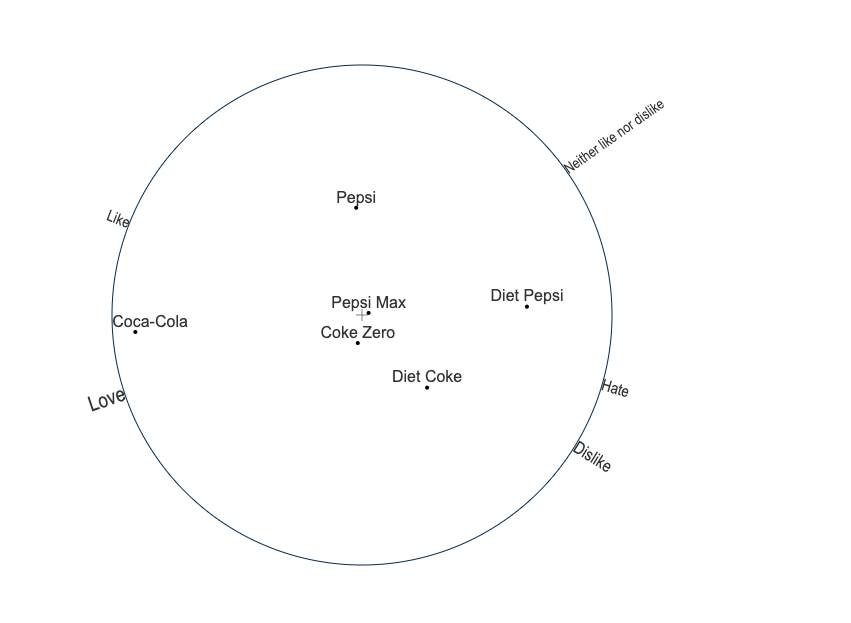 Neither like nor dislike
Pepsi
Like
Diet Pepsi
Pepsi Max
Coca-Cola
Coke Zero
Diet Coke
Hate
Love
Dislike